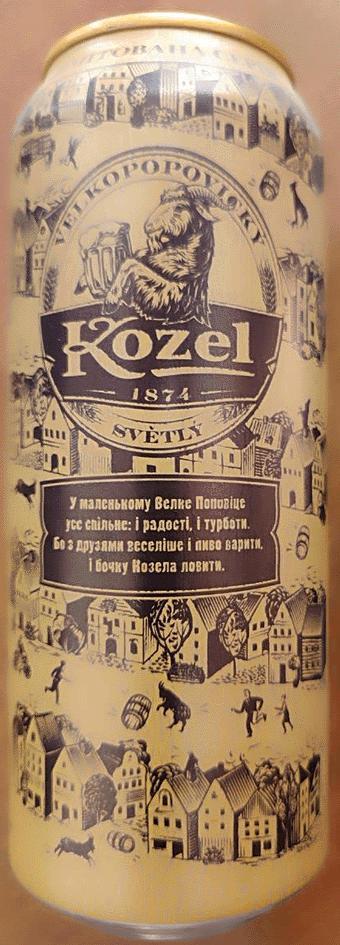 VELKOPOPOVICKÝ
Kozel
1874
SVĚTLÝ
У маленькому Велке Поповіце
усе спільне: і радості, і турботи.
Бо з друзями веселіше і пиво варити,
і бочку Козела ловити.